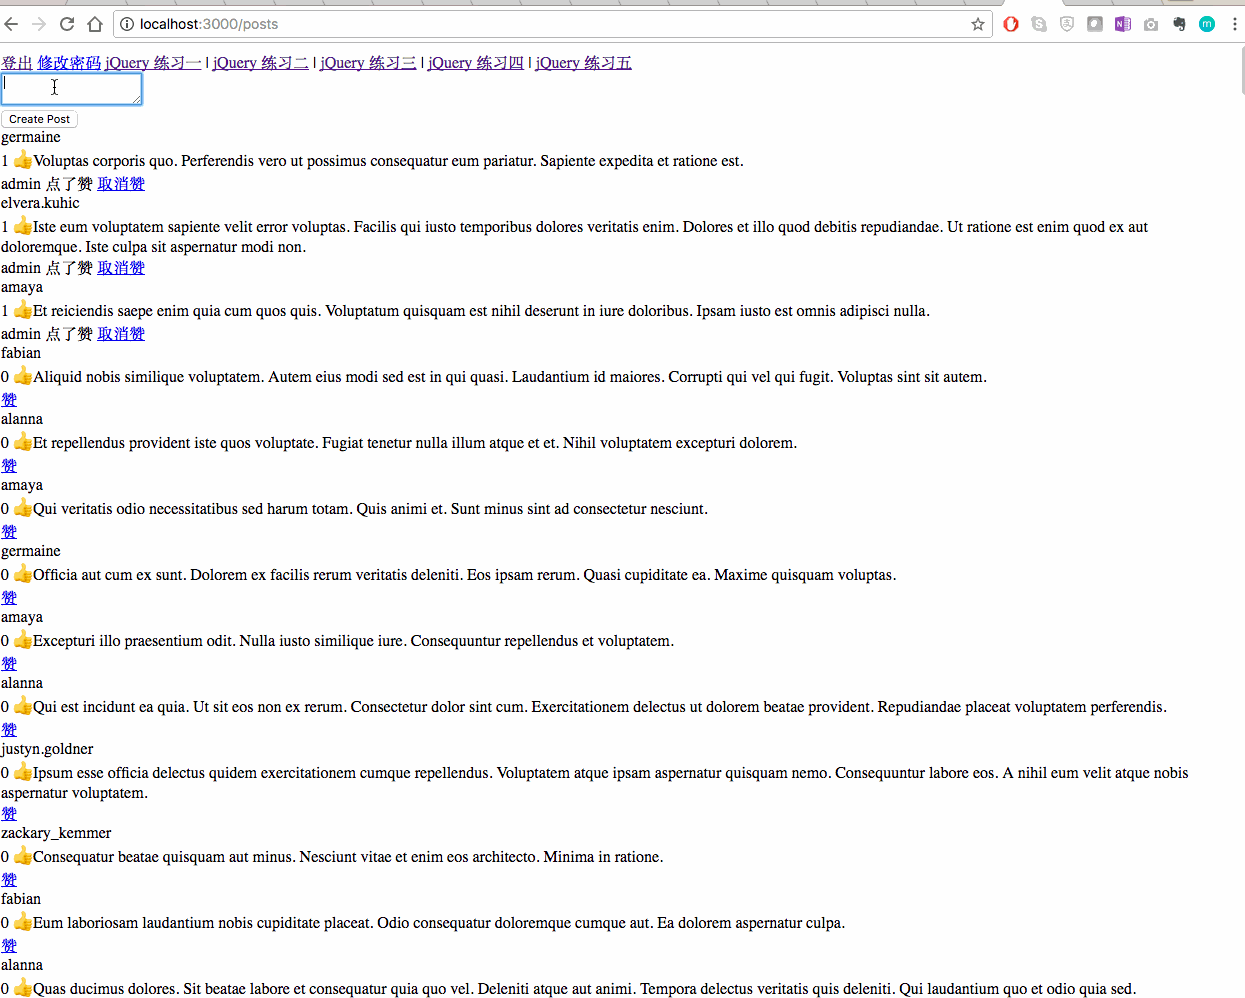 localhost:3000/posts
登出 修改密码 jQuery 练习一 | jQuery 练习二 | jQuery 练习三 | jQuery 练习四 | jQuery 练习五
Create Post
germaine
1 👍Voluptas corporis quo. Perferendis vero ut possimus consequatur eum pariatur. Sapiente expedita et ratione est.
admin 点了赞 取消赞
elvera.kuhic
1 👍Iste eum voluptatem sapiente velit error voluptas. Facilis qui iusto temporibus dolores veritatis enim. Dolores et illo quod debitis repudiandae. Ut ratione est enim quod ex aut
doloremque. Iste culpa sit aspernatur modi non.
admin 点了赞 取消赞
amaya
1 👍Et reiciendis saepe enim quia cum quos quis. Voluptatum quisquam est nihil deserunt in iure doloribus. Ipsam iusto est omnis adipisci nulla.
admin 点了赞 取消赞
fabian
0 👍Aliquid nobis similique voluptatem. Autem eius modi sed est in qui quasi. Laudantium id maiores. Corrupti qui vel qui fugit. Voluptas sint sit autem.
赞
alanna
0 👍Et repellendus provident iste quos voluptate. Fugiat tenetur nulla illum atque et et. Nihil voluptatem excepturi dolorem.
赞
amaya
0 👍Qui veritatis odio necessitatibus sed harum totam. Quis animi et. Sunt minus sint ad consectetur nesciunt.
赞
germaine
0 👍Officia aut cum ex sunt. Dolorem ex facilis rerum veritatis deleniti. Eos ipsam rerum. Quasi cupiditate ea. Maxime quisquam voluptas.
赞
amaya
0 👍Excepturi illo praesentium odit. Nulla iusto similique iure. Consequuntur repellendus et voluptatem.
赞
alanna
0 👍Qui est incidunt ea quia. Ut sit eos non ex rerum. Consectetur dolor sint cum. Exercitationem delectus ut dolorem beatae provident. Repudiandae placeat voluptatem perferendis.
赞
justyn.goldner
0 👍Ipsum esse officia delectus quidem exercitationem cumque repellendus. Voluptatem atque ipsam aspernatur quisquam nemo. Consequuntur labore eos. A nihil eum velit atque nobis
aspernatur voluptatem.
赞
zackary_kemmer
0 👍Consequatur beatae quisquam aut minus. Nesciunt vitae et enim eos architecto. Minima in ratione.
赞
fabian
0 👍Eum laboriosam laudantium nobis cupiditate placeat. Odio consequatur doloremque cumque aut. Ea dolorem aspernatur culpa.
赞
alanna
0 👍Quas ducimus dolores. Sit beatae labore et consequatur quia quo vel. Deleniti atque aut animi. Tempora delectus veritatis quis deleniti. Qui laudantium quo et odio quia sed.